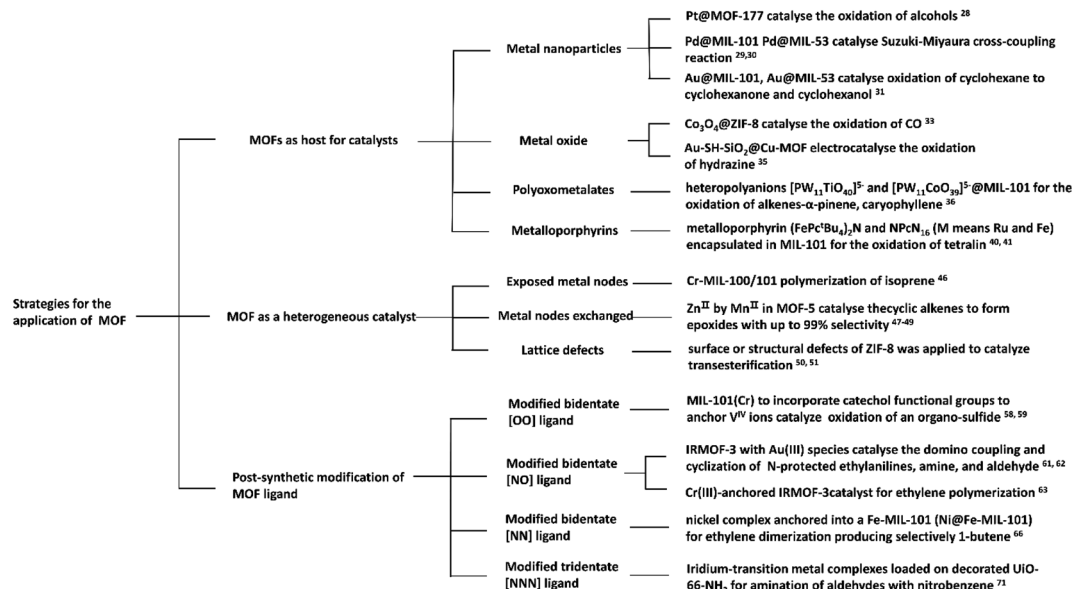 Strategies for the
application of MOF
MOFs as host for catalysts
Metal nanoparticles
Pt@MOF-177 catalyse the oxidation of alcohols 28
Pd@MIL-101 Pd@MIL-53 catalyse Suzuki-Miyaura cross-coupling
reaction 29,30
Au@MIL-101, Au@MIL-53 catalyse oxidation of cyclohexane to
cyclohexanone and cyclohexanol 31
Metal oxide
Co3O4@ZIF-8 catalyse the oxidation of CO 33
Au-SH-SiO2@Cu-MOF electrocatalyse the oxidation
of hydrazine 35
Polyoxometalates
heteropolyanions [PW11TiO40]5- and [PW11CoO39]5-@MIL-101 for the
oxidation of alkenes-α-pinene, caryophyllene 36
Metalloporphyrins
metalloporphyrin (FePctBu4)2N and NPcN16 (M means Ru and Fe)
encapsulated in MIL-101 for the oxidation of tetralin 40, 41
MOF as a heterogeneous catalyst
Exposed metal nodes
Cr-MIL-100/101 polymerization of isoprene 46
Metal nodes exchanged
ZnII by MnII in MOF-5 catalyse thecyclic alkenes to form
epoxides with up to 99% selectivity 47-49
Lattice defects
surface or structural defects of ZIF-8 was applied to catalyze
transesterification 50, 51
Post-synthetic modification of
MOF ligand
Modified bidentate
[OO] ligand
MIL-101(Cr) to incorporate catechol functional groups to
anchor VIV ions catalyze oxidation of an organo-sulfide 58, 59
Modified bidentate
[NO] ligand
IRMOF-3 with Au(III) species catalyse the domino coupling and
cyclization of N-protected ethylanilines, amine, and aldehyde 61, 62
Cr(III)-anchored IRMOF-3catalyst for ethylene polymerization 63
Modified bidentate
[NN] ligand
nickel complex anchored into a Fe-MIL-101 (Ni@Fe-MIL-101)
for ethylene dimerization producing selectively 1-butene 66
Modified tridentate
[NNN] ligand
Iridium-transition metal complexes loaded on decorated UiO-
66-NH2 for amination of aldehydes with nitrobenzene 71